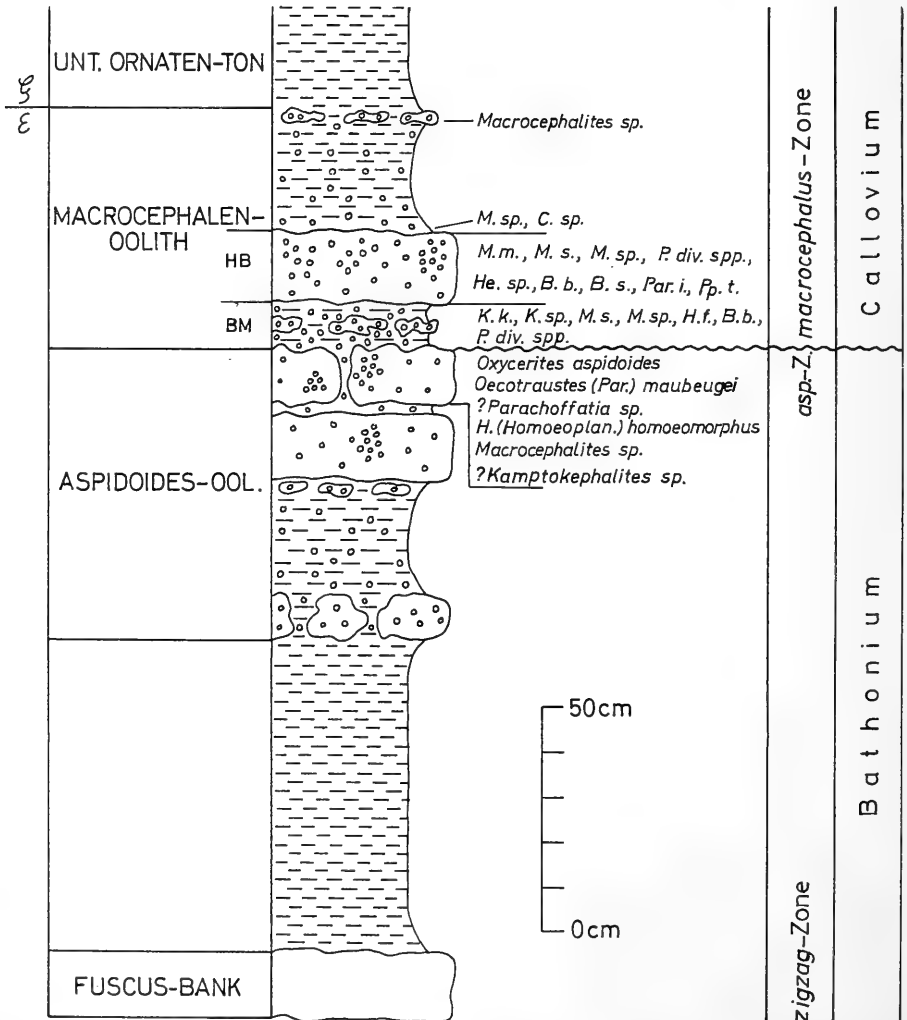 UNT. ORNATEN-TON
ζ
ε
Macrocephalites sp.
MACROCEPHALEN-
OOLITH
M. sp., C. sp.
HB
M. m., M. s., M. sp., P. div. spp.,
He. sp., B. b., B. s., Par. i., Pp. t.
BM
K. k., K. sp., M. s., M. sp., H. f., B. b.,
P. div. spp.
Oxycerites aspidoides
Oecotraustes (Par.) maubeugei
?Parachoffatia sp.
H. (Homoeoplan.) homoeomorphus
Macrocephalites sp.
?Kamptokephalites sp.
ASPIDOIDES-OOL.
50cm
0cm
FUSCUS-BANK
macrocephalus-Zone
asp.-Z.
zigzag-Zone
Callovium
Bathonium